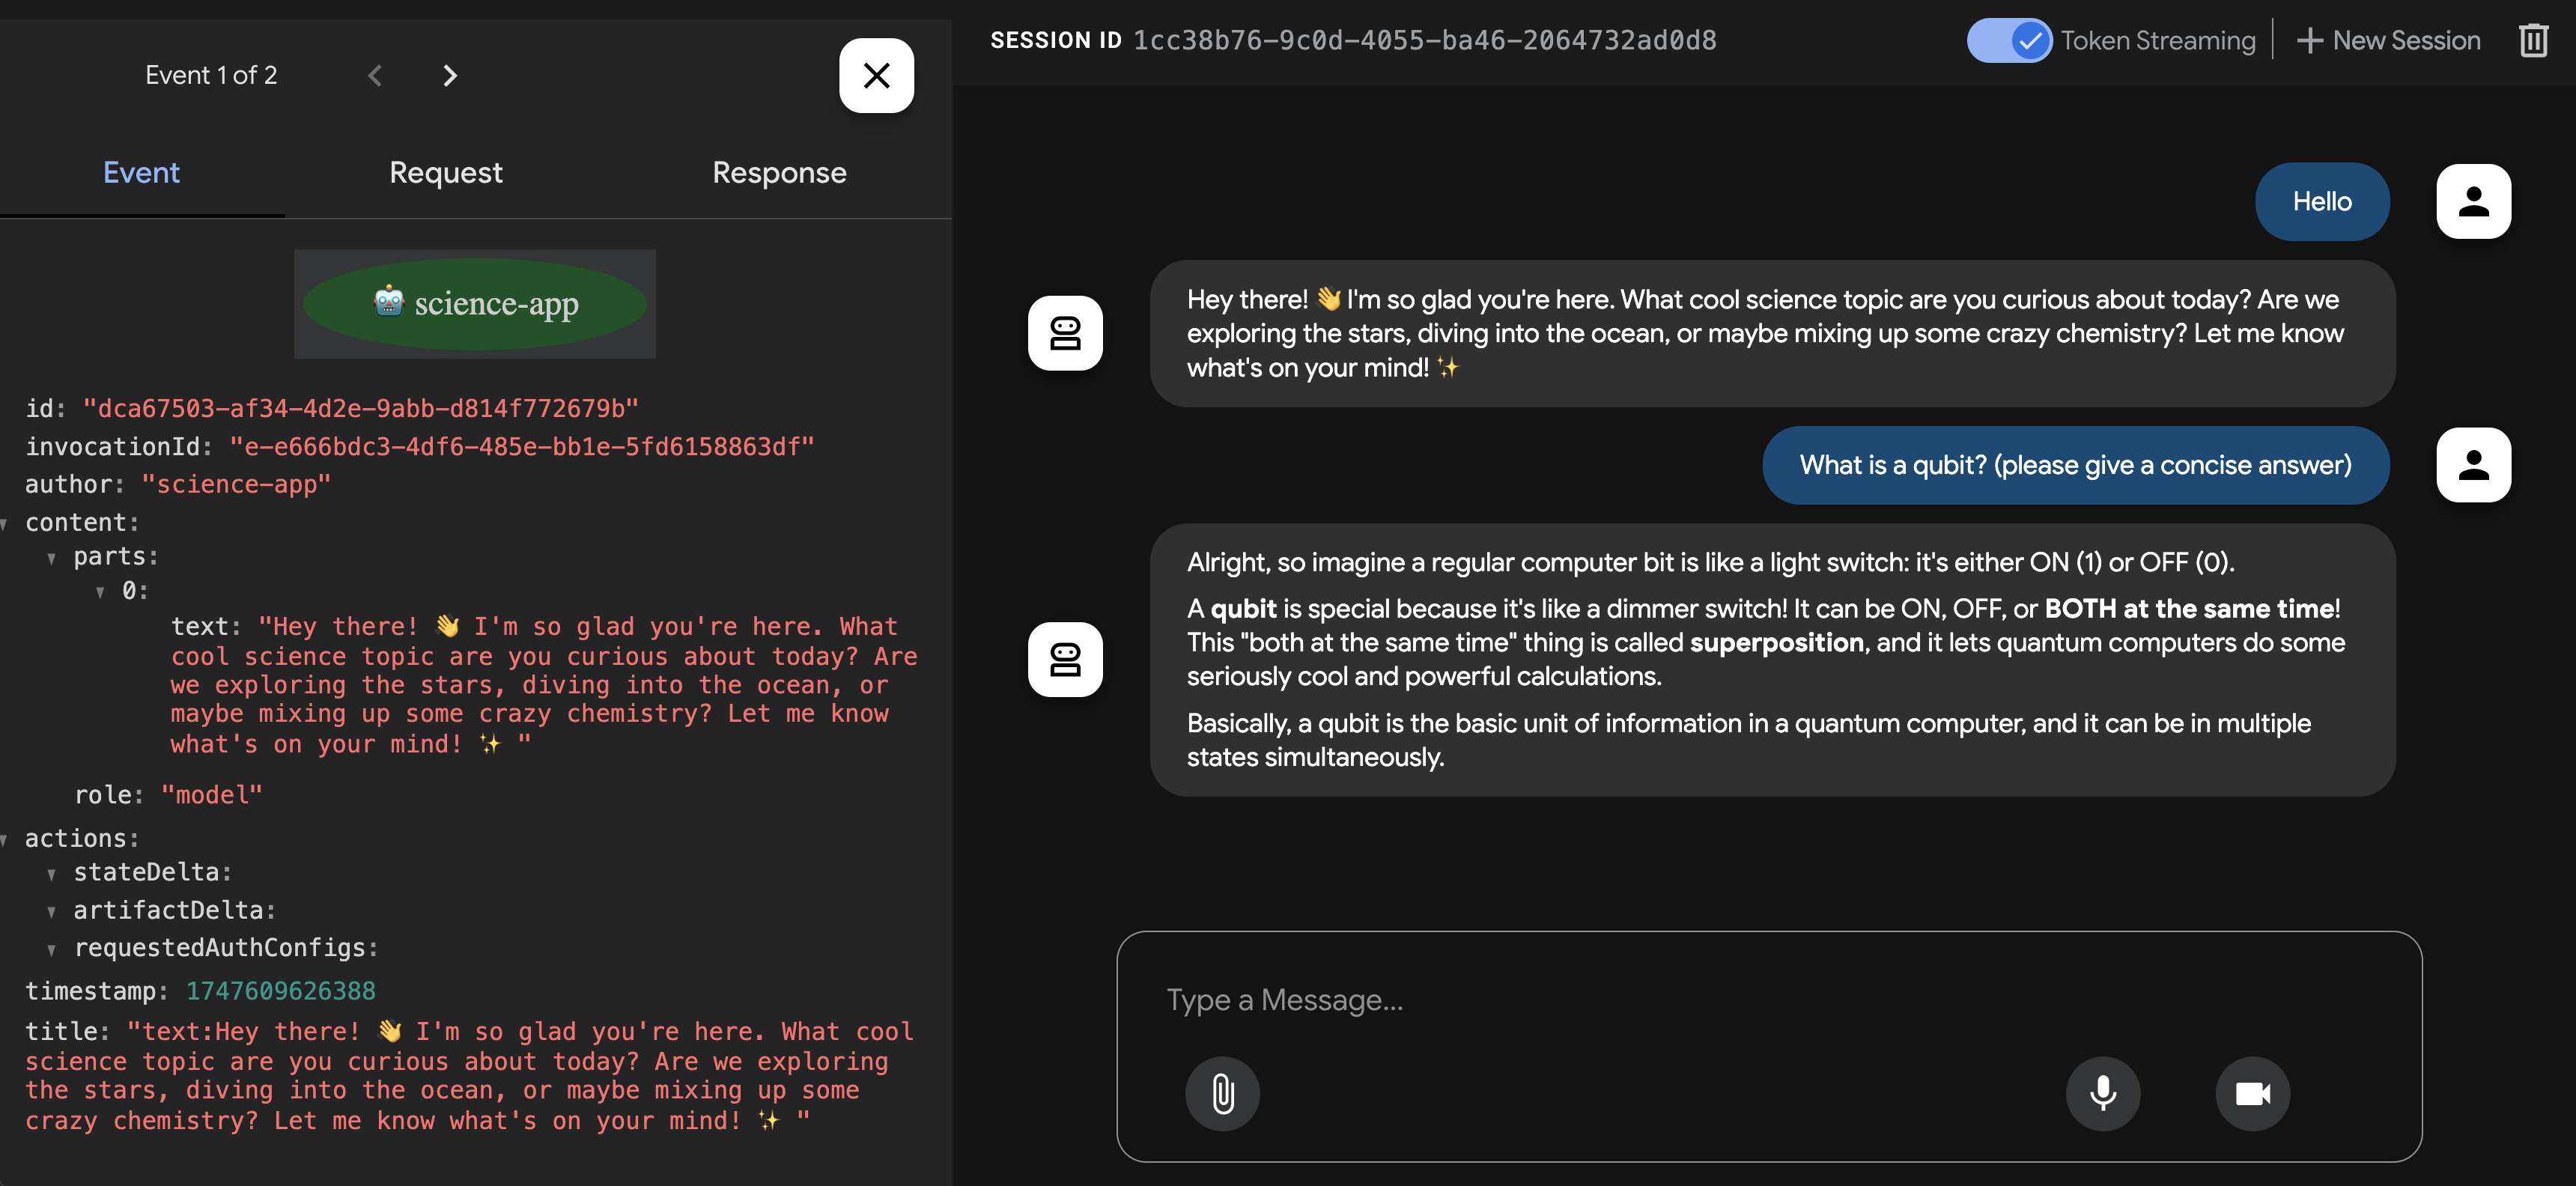 Event 1 of 2
Event
Request
Response
🤖 science-app
id: "dca67503-af34-4d2e-9abb-d814f772679b"
invocationId: "e-e666bdc3-4df6-485e-bb1e-5fd6158863df"
author: "science-app"
content:
parts:
0:
text: "Hey there! 👋 I'm so glad you're here. What
cool science topic are you curious about today? Are
we exploring the stars, diving into the ocean, or
maybe mixing up some crazy chemistry? Let me know
what's on your mind! ✨ "
role: "model"
actions:
stateDelta:
artifactDelta:
requestedAuthConfigs:
timestamp: 1747609626388
title: "text:Hey there! 👋 I'm so glad you're here. What cool
science topic are you curious about today? Are we exploring
the stars, diving into the ocean, or maybe mixing up some
crazy chemistry? Let me know what's on your mind! ✨ "
SESSION ID 1cc38b76-9c0d-4055-ba46-2064732ad0d8
Token Streaming
New Session
Hello
Hey there! 👋 I'm so glad you're here. What cool science topic are you curious about today? Are we
exploring the stars, diving into the ocean, or maybe mixing up some crazy chemistry? Let me know
what's on your mind! ✨
What is a qubit? (please give a concise answer)
Alright, so imagine a regular computer bit is like a light switch: it's either ON (1) or OFF (0).
A qubit is special because it's like a dimmer switch! It can be ON, OFF, or BOTH at the same time!
This "both at the same time" thing is called superposition, and it lets quantum computers do some
seriously cool and powerful calculations.
Basically, a qubit is the basic unit of information in a quantum computer, and it can be in multiple
states simultaneously.
Type a Message...